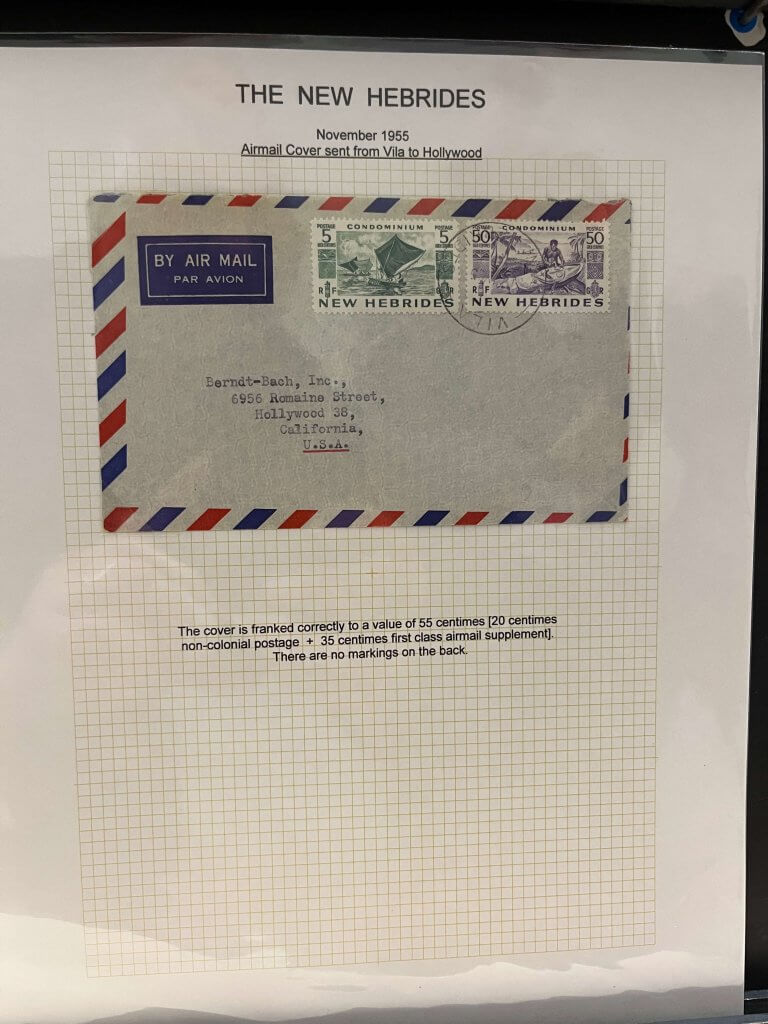 THE NEW HEBRIDES
November 1955
Airmail Cover sent from Vila to Hollywood
BY AIR MAIL
PAR AVION
POSTAGE CONDOMINIUM POSTAGE
5 5
R F G R
NEW HEBRIDES
POSTAGE CONDOMINIUM POSTAGE
50 50
R F G R
NEW HEBRIDES
VILA
Berndt-Bach, Inc.,
6956 Romaine Street,
Hollywood 38,
California,
U.S.A.
The cover is franked correctly to a value of 55 centimes [20 centimes
non-colonial postage + 35 centimes first class airmail supplement].
There are no markings on the back.